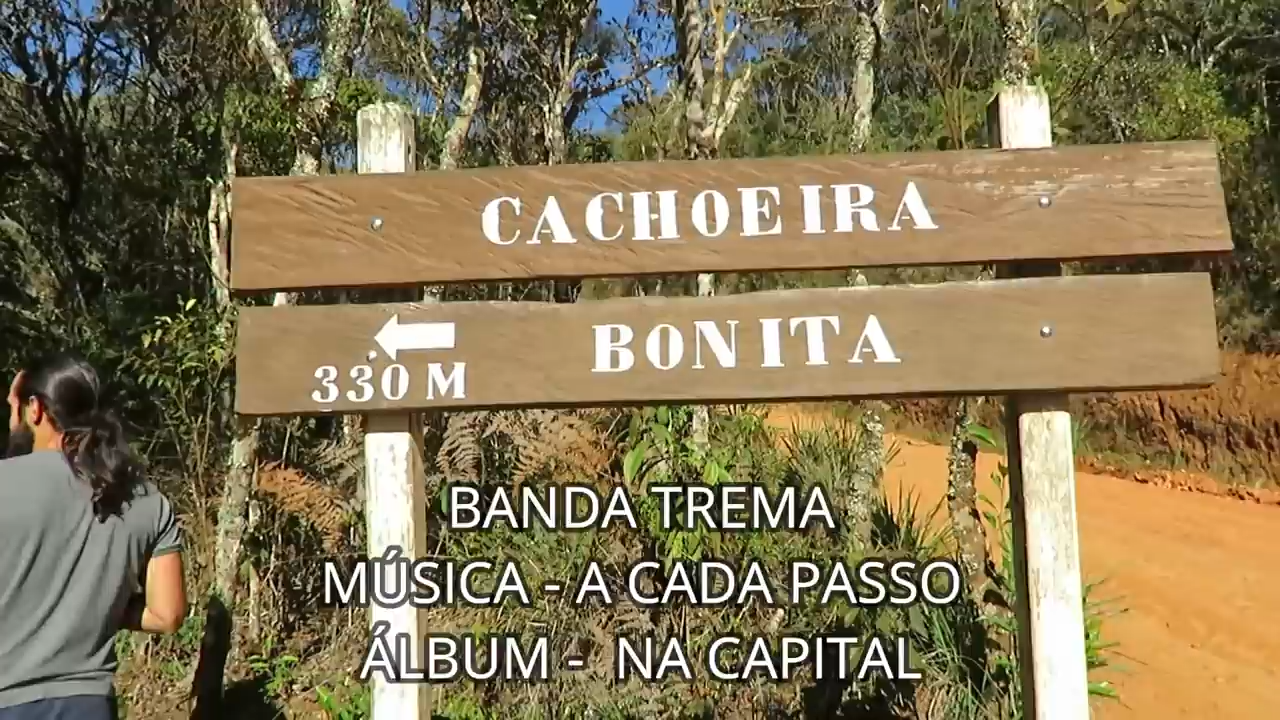 CACHOEIRA
BONITA
330 M
BANDA TREMA
MÚSICA - A CADA PASSO
ÁLBUM - NA CAPITAL